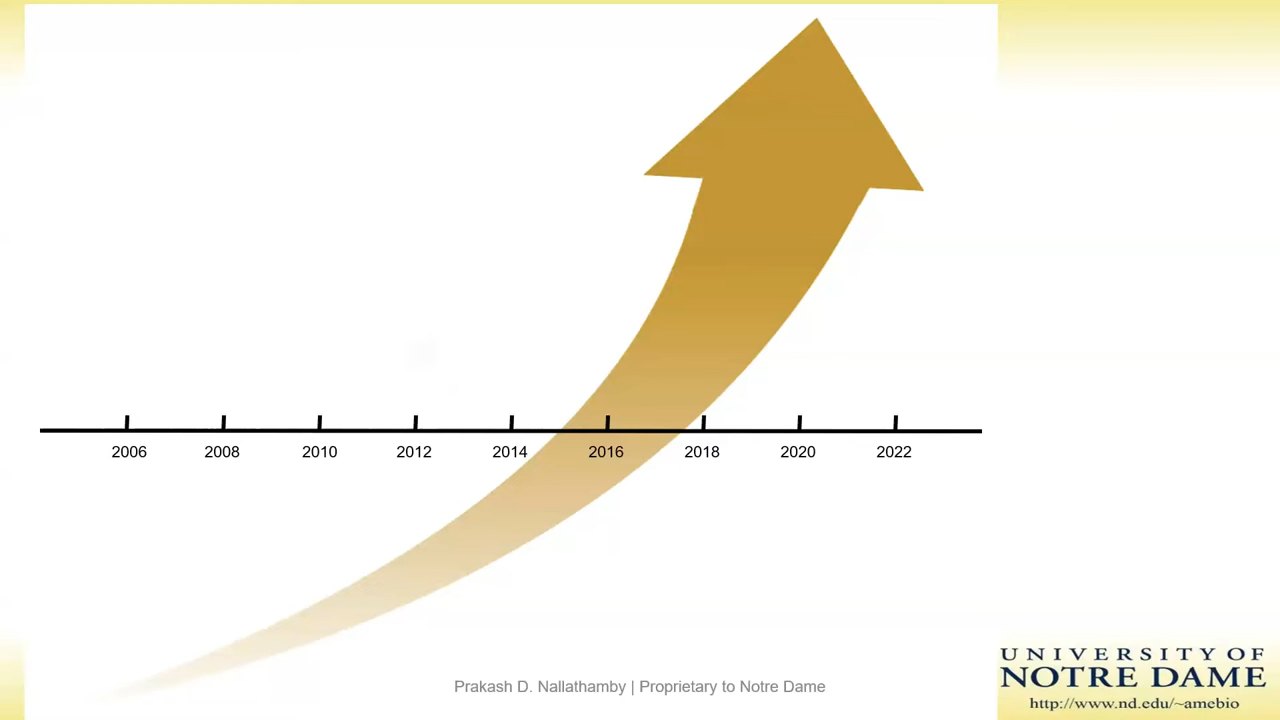 2006 2008 2010 2012 2014 2016 2018 2020 2022
UNIVERSITY OF
NOTRE DAME
http://www.nd.edu/~amebio
Prakash D. Nallathamby | Proprietary to Notre Dame